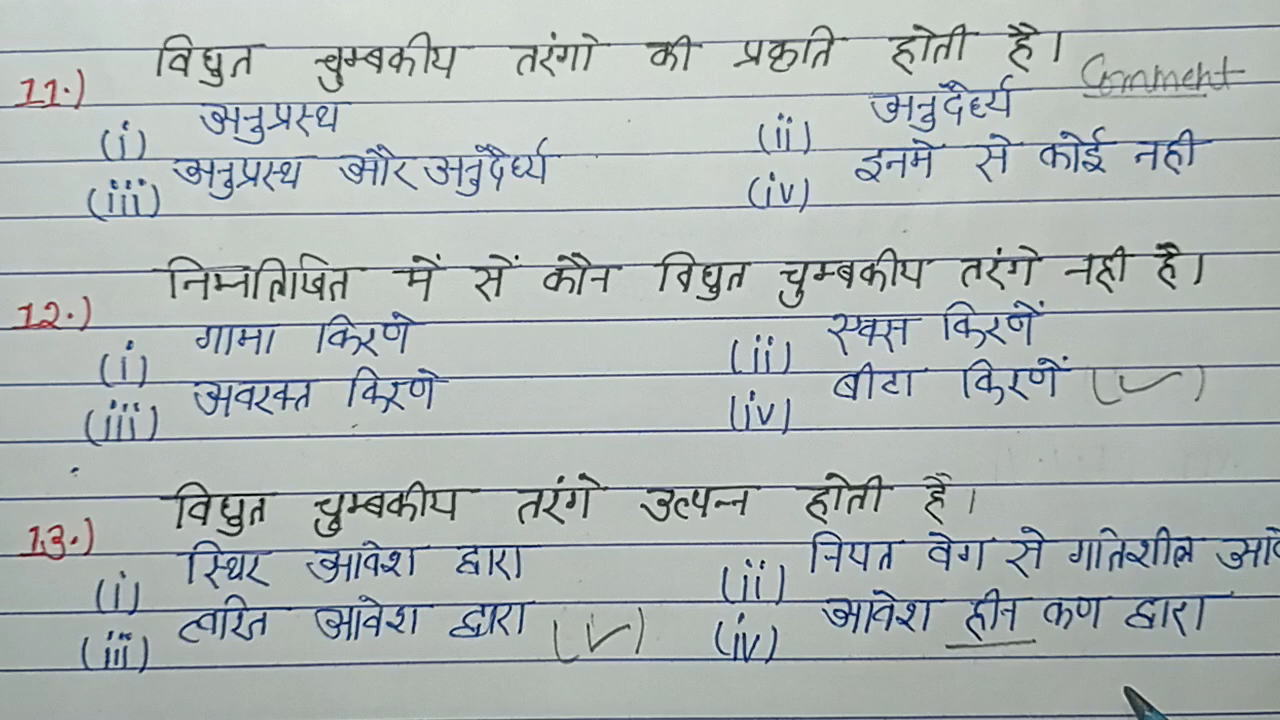 विद्युत चुम्बकीय तरंगो की प्रकृति होती है।
11.)
Comment
(i) अनुप्रस्थ (ii) अनुदैर्ध्य
(iii) अनुप्रस्थ और अनुदैर्ध्य (iv) इनमे से कोई नही
निम्नलिखित में सें कौन विद्युत चुम्बकीय तरंगे नही है।
12.)
(i) गामा किरणे (ii) एक्स किरणें
(iii) अवरक्त किरणे (iv) बीटा किरणें (✓)
विद्युत चुम्बकीय तरंगे उत्पन्न होती है।
13.)
(i) स्थिर आवेश द्वारा (ii) नियत वेग से गतिशील आवे
(iii) त्वरित आवेश द्वारा (✓) (iv) आवेश हीन कण द्वारा